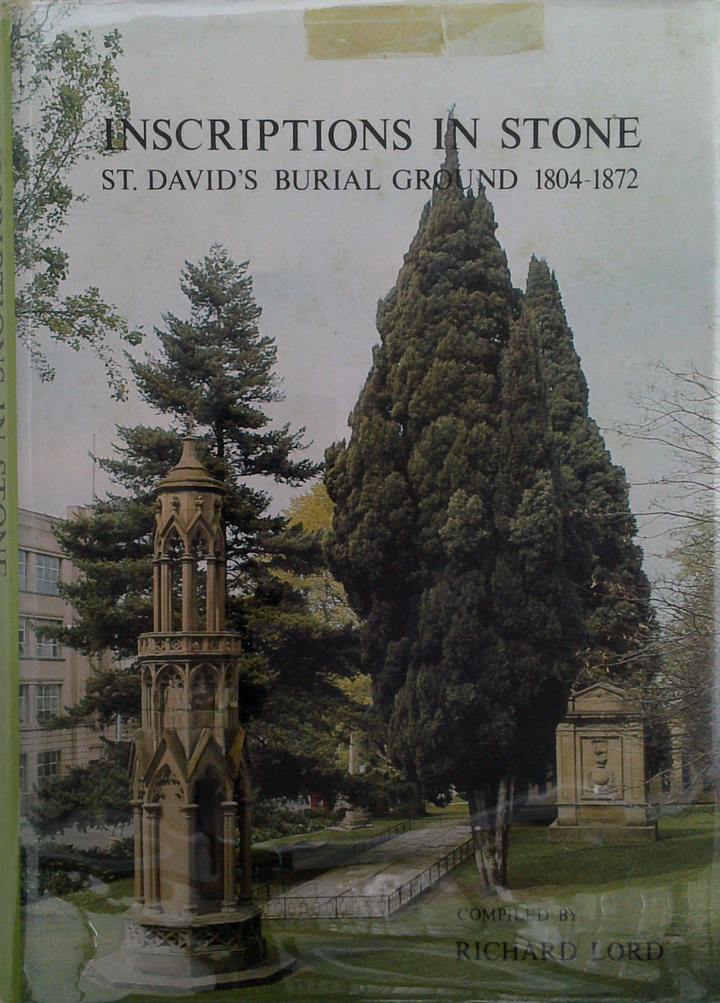 INSCRIPTIONS IN STONE
ST. DAVID'S BURIAL GROUND 1804-1872
COMPILED BY
RICHARD LORD
INSCRIPTIONS IN STONE